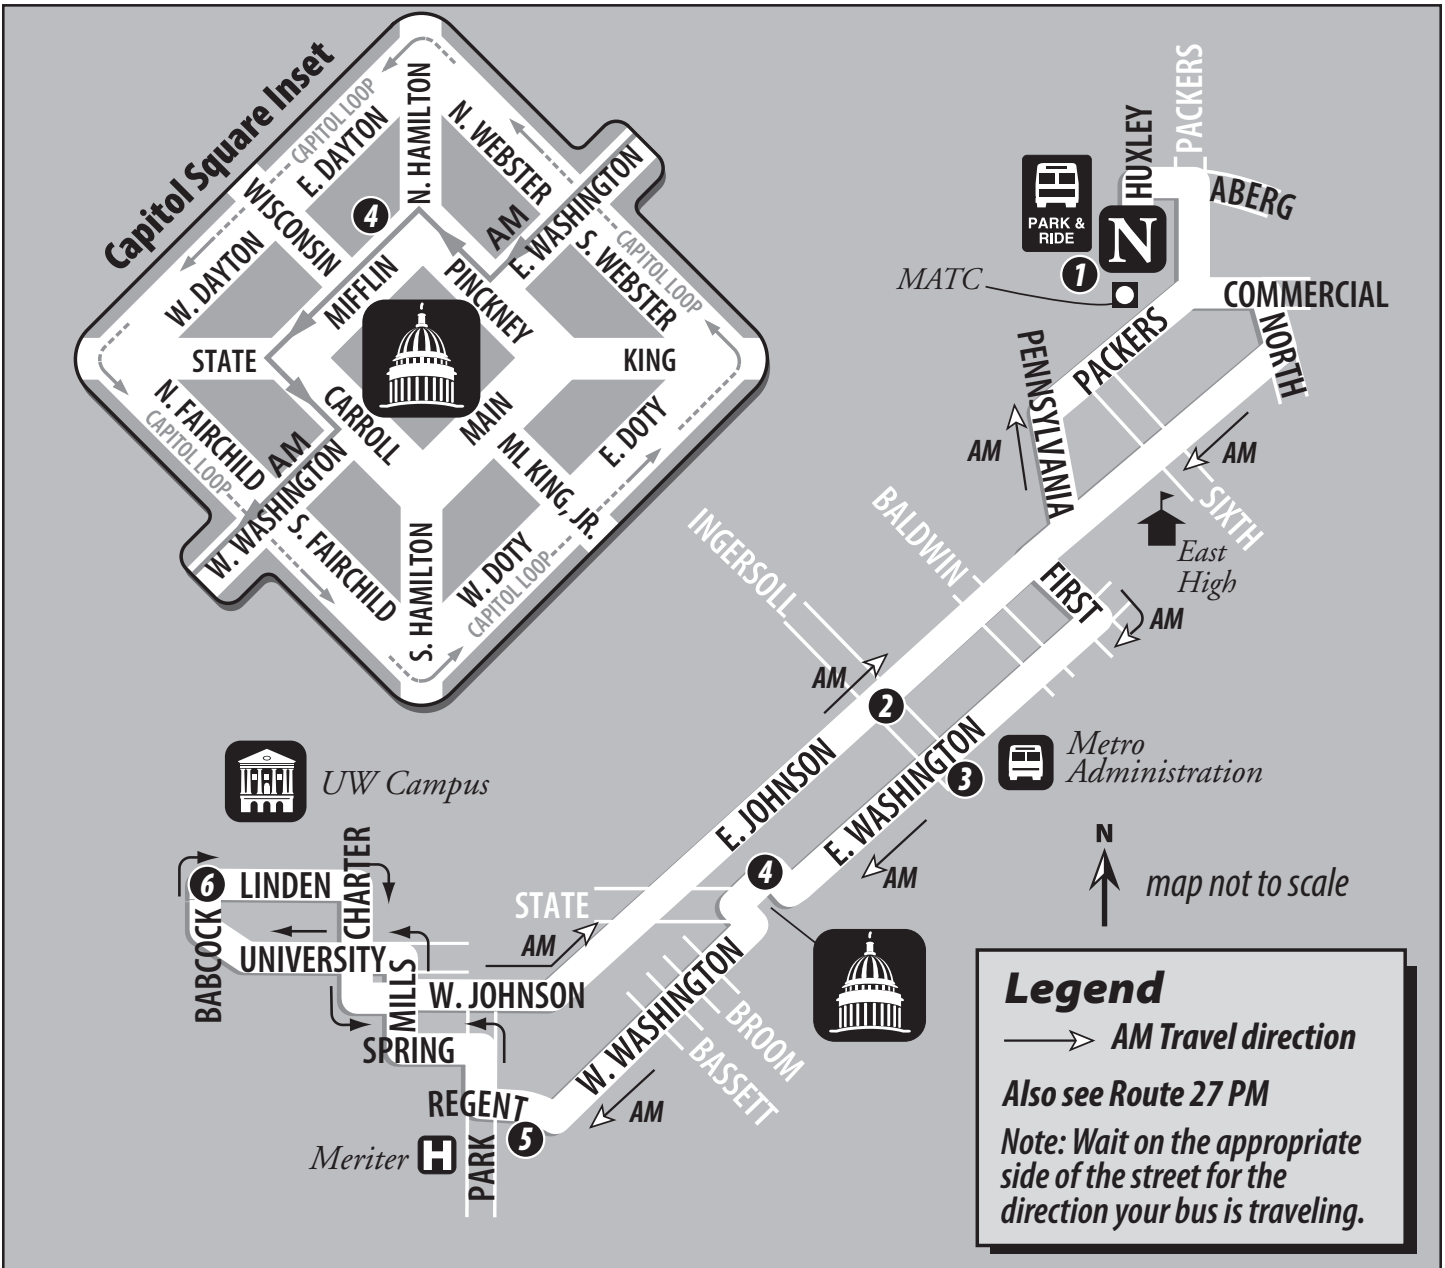 Capitol Square Inset
CAPITOL LOOP
E. DAYTON
N. HAMILTON
N. WEBSTER
WISCONSIN
4
AM
E. WASHINGTON
W. DAYTON
MIFFLIN
PINCKNEY
S. WEBSTER
CAPITOL LOOP
STATE
KING
N. FAIRCHILD
CAPITOL LOOP
CARROLL
MAIN
E. DOTY
AM
W. WASHINGTON
ML KING, JR.
S. FAIRCHILD
S. HAMILTON
W. DOTY
CAPITOL LOOP
PACKERS
HUXLEY
ABERG
PARK &
RIDE
N
1
MATC
COMMERCIAL
PENNSYLVANIA
PACKERS
NORTH
AM
AM
SIXTH
BALDWIN
INGERSOLL
East
High
FIRST
AM
AM
2
E. JOHNSON
E. WASHINGTON
3
Metro
Administration
UW Campus
N
map not to scale
4
AM
CHARTER
6
LINDEN
STATE
BABCOCK
UNIVERSITY
AM
MILLS
W. JOHNSON
W. WASHINGTON
BROOM
BASSETT
SPRING
REGENT
AM
5
Meriter
H
PARK
Legend
AM Travel direction
Also see Route 27 PM
Note: Wait on the appropriate
side of the street for the
direction your bus is traveling.